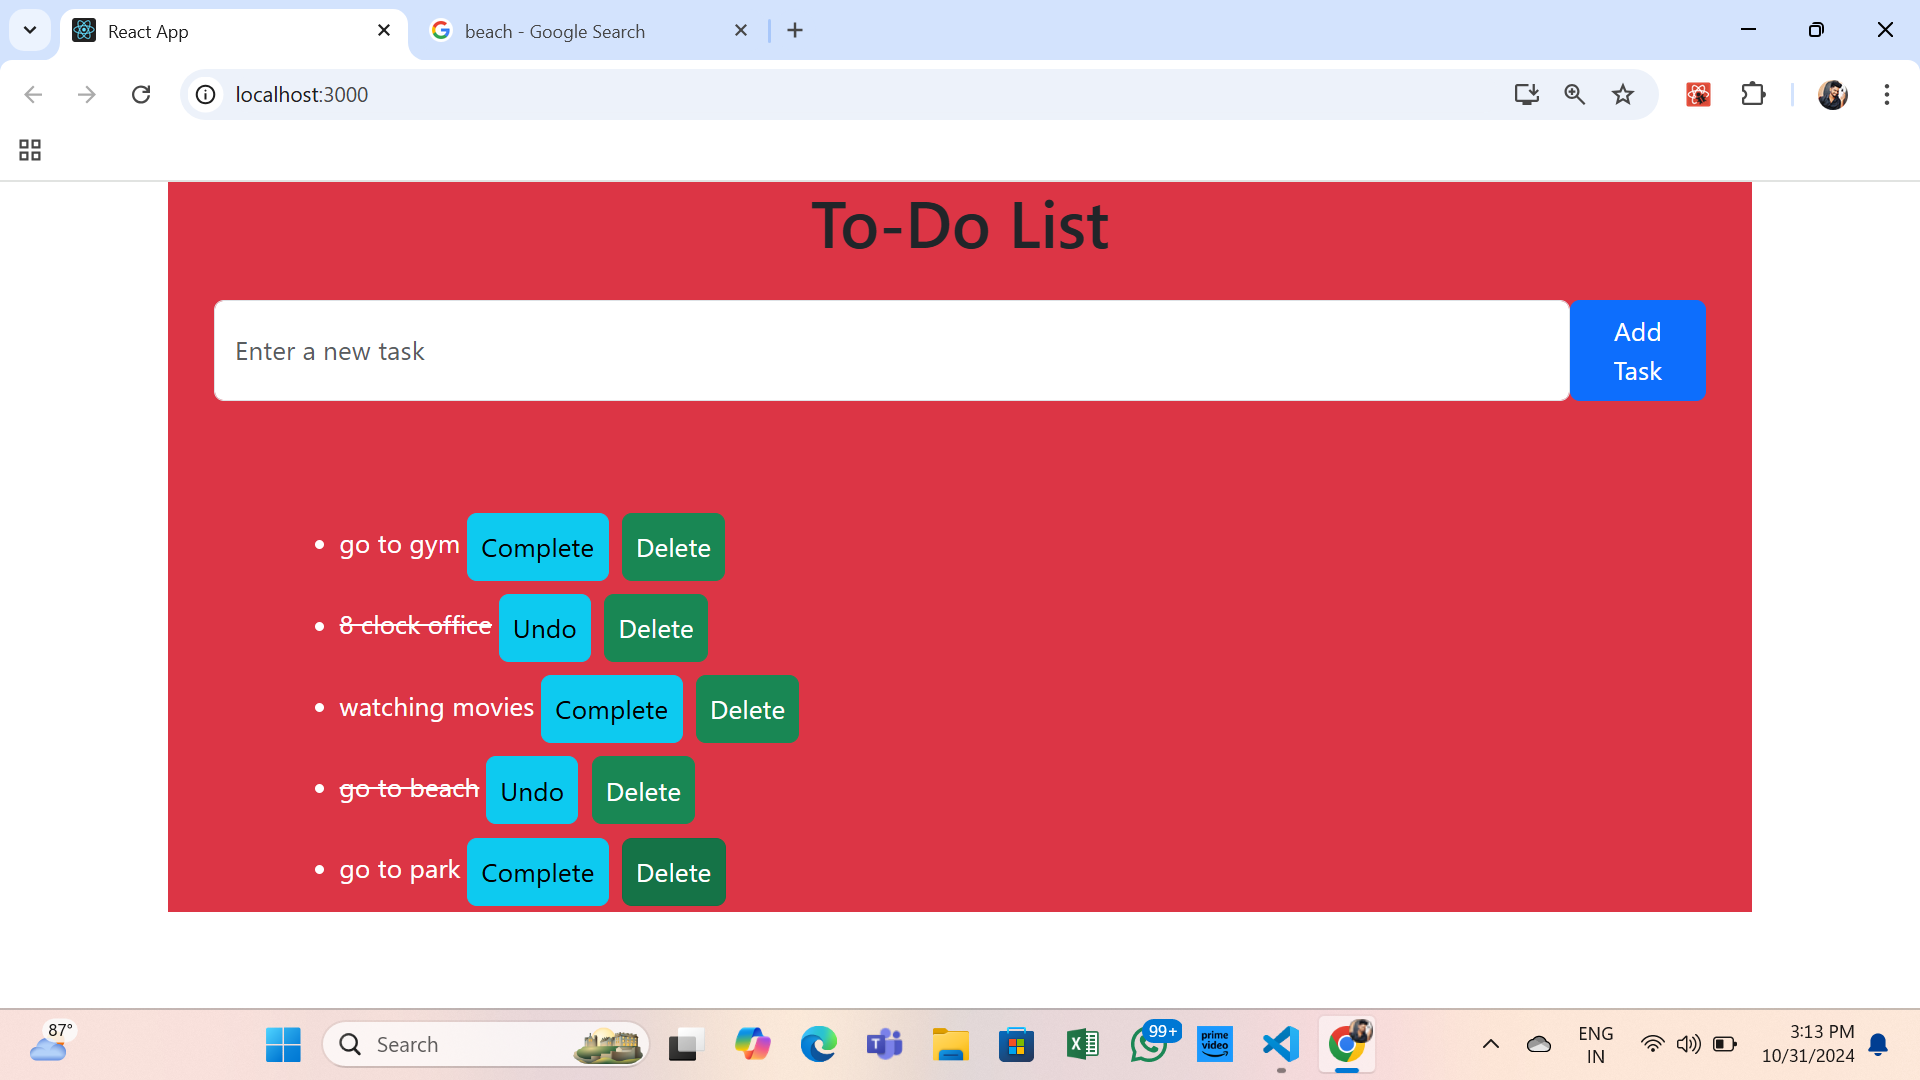 React App
beach - Google Search
localhost:3000
To-Do List
Enter a new task
Add
Task
go to gym Complete Delete
8 clock office Undo Delete
watching movies Complete Delete
go to beach Undo Delete
go to park Complete Delete
87°
Search
99+
prime
video
ENG
IN
3:13 PM
10/31/2024